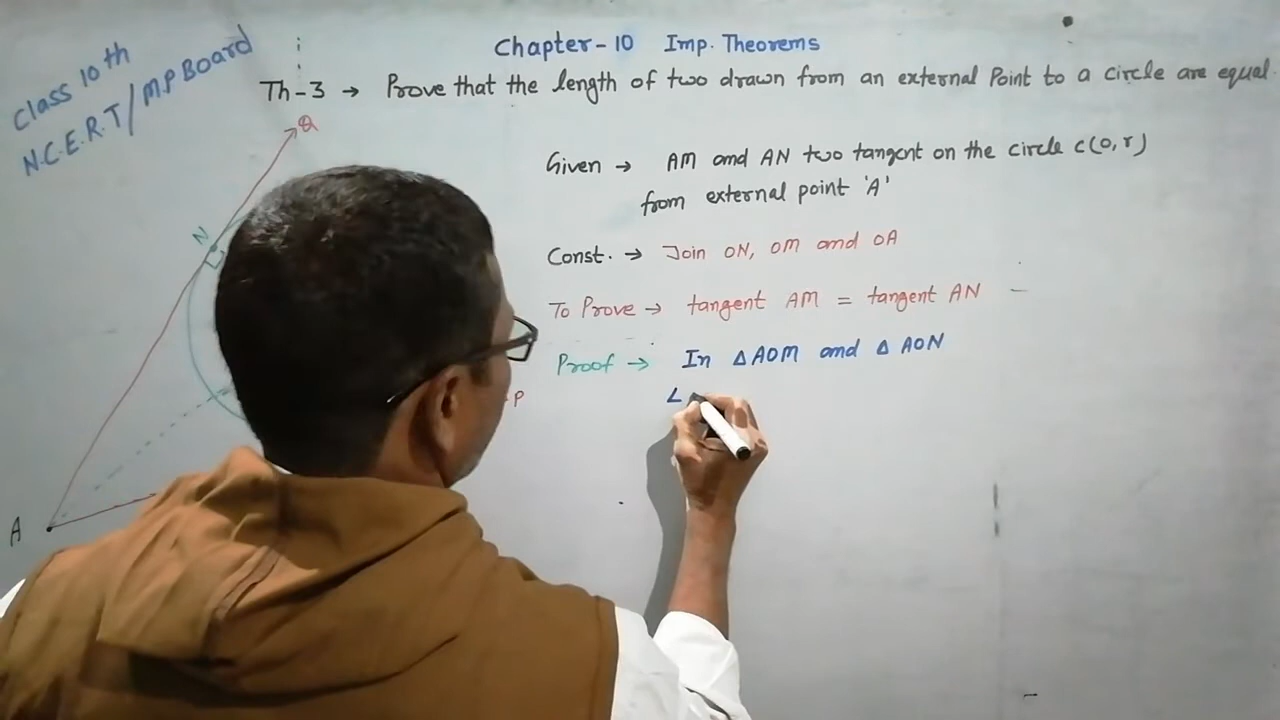 Class 10th
N.C.E.R.T/M.P BOARD
Chapter-10 Imp. Theorems
Th-3 → Prove that the length of two drawn from an external Point to a circle are equal.
Q
N
Given → AM and AN two tangent on the circle c(O,r)
from external point 'A'
Const. → Join ON, OM and OA
To Prove → tangent AM = tangent AN
Proof → In ΔAOM and ΔAON
P
∠
A